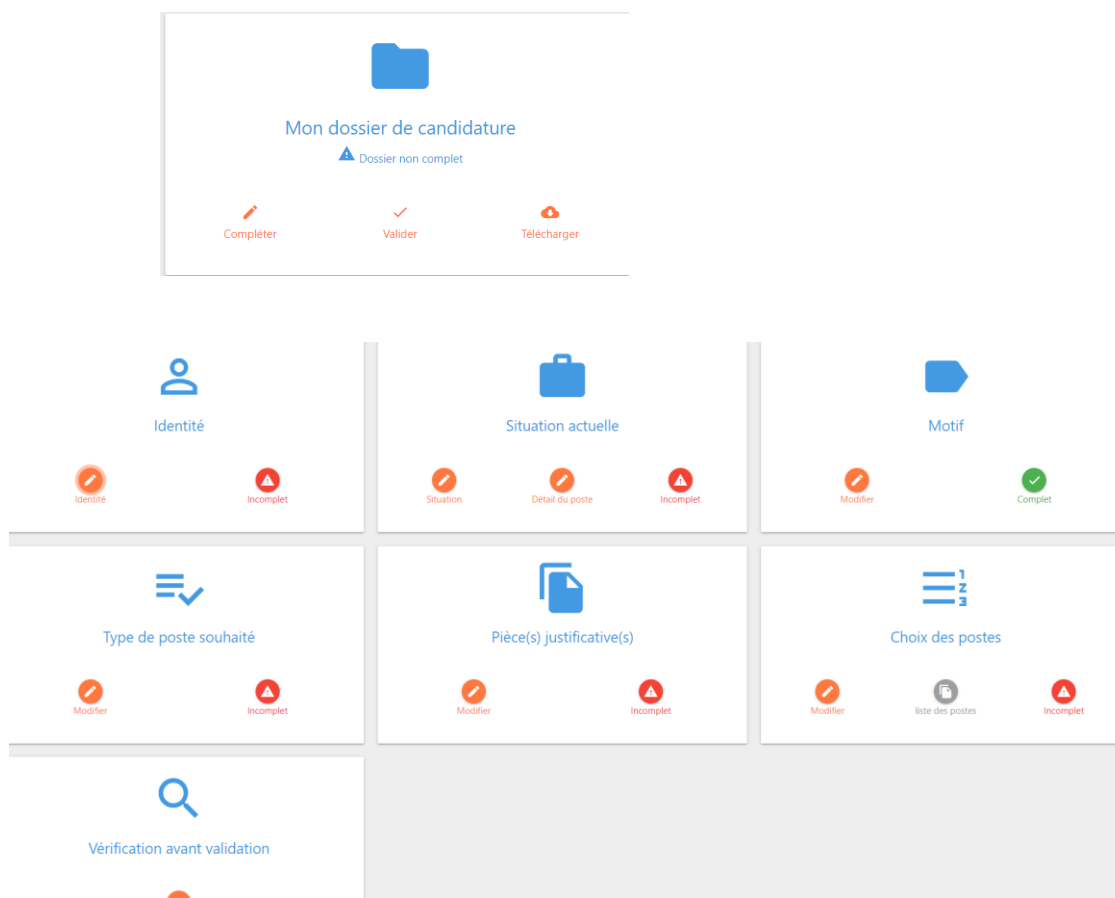 Mon dossier de candidature
Dossier non complet
Compléter Valider Télécharger
Identité Situation actuelle Motif
Identité Incomplet Situation Détail du poste Incomplet Modifier Complet
Type de poste souhaité Pièce(s) justificative(s) Choix des postes
Modifier Incomplet Modifier Incomplet Modifier liste des postes Incomplet
Vérification avant validation